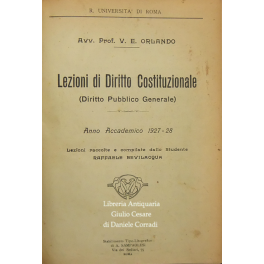 R. UNIVERSITÀ DI ROMA
AVV. PROF. V. E. ORLANDO
Lezioni di Diritto Costituzionale
(Diritto Pubblico Generale)
Anno Accademico 1927-28
Lezioni raccolte e compilate dallo Studente
RAFFAELE BEVILACQUA
Libreria Antiquaria
Giulio Cesare
di Daniele Corradi
ROMA